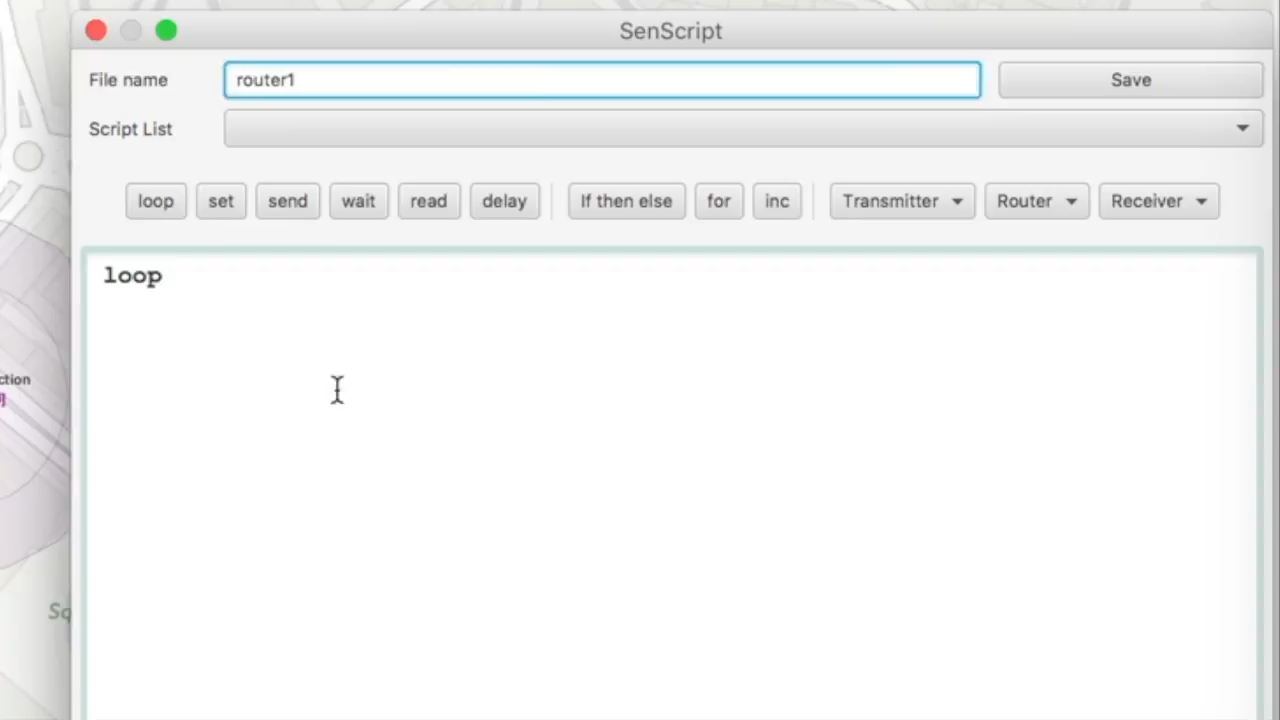 SenScript
File name router1 Save
Script List
loop set send wait read delay If then else for inc Transmitter Router Receiver
loop
ction
Sq